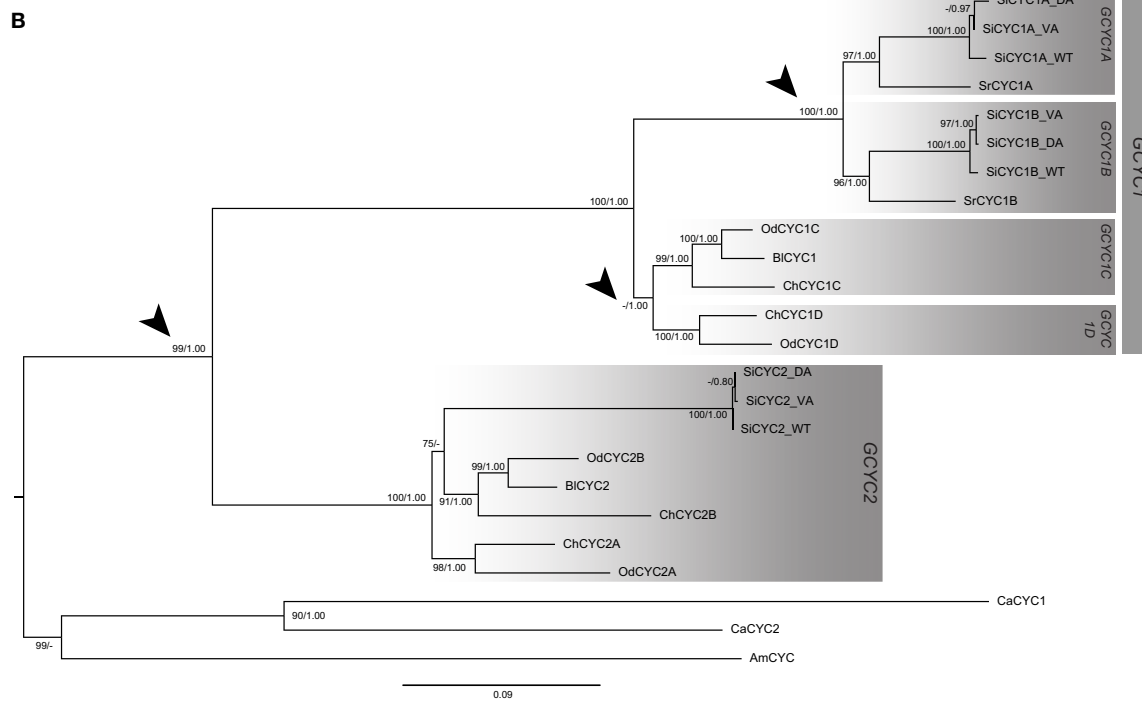 B
SiCYC1A_DA
-/0.97
SiCYC1A_VA
100/1.00
SiCYC1A_WT
97/1.00
SrCYC1A
GCYC1A
100/1.00
SiCYC1B_VA
97/1.00
SiCYC1B_DA
100/1.00
SiCYC1B_WT
96/1.00
SrCYC1B
GCYC1B
GCYC1
100/1.00
OdCYC1C
100/1.00
BlCYC1
99/1.00
ChCYC1C
GCYC1C
-/1.00
ChCYC1D
100/1.00
OdCYC1D
GCYC
1D
99/1.00
SiCYC2_DA
-/0.80
SiCYC2_VA
100/1.00
SiCYC2_WT
75/-
OdCYC2B
99/1.00
BlCYC2
91/1.00
ChCYC2B
100/1.00
ChCYC2A
98/1.00
OdCYC2A
GCYC2
CaCYC1
90/1.00
CaCYC2
99/-
AmCYC
0.09